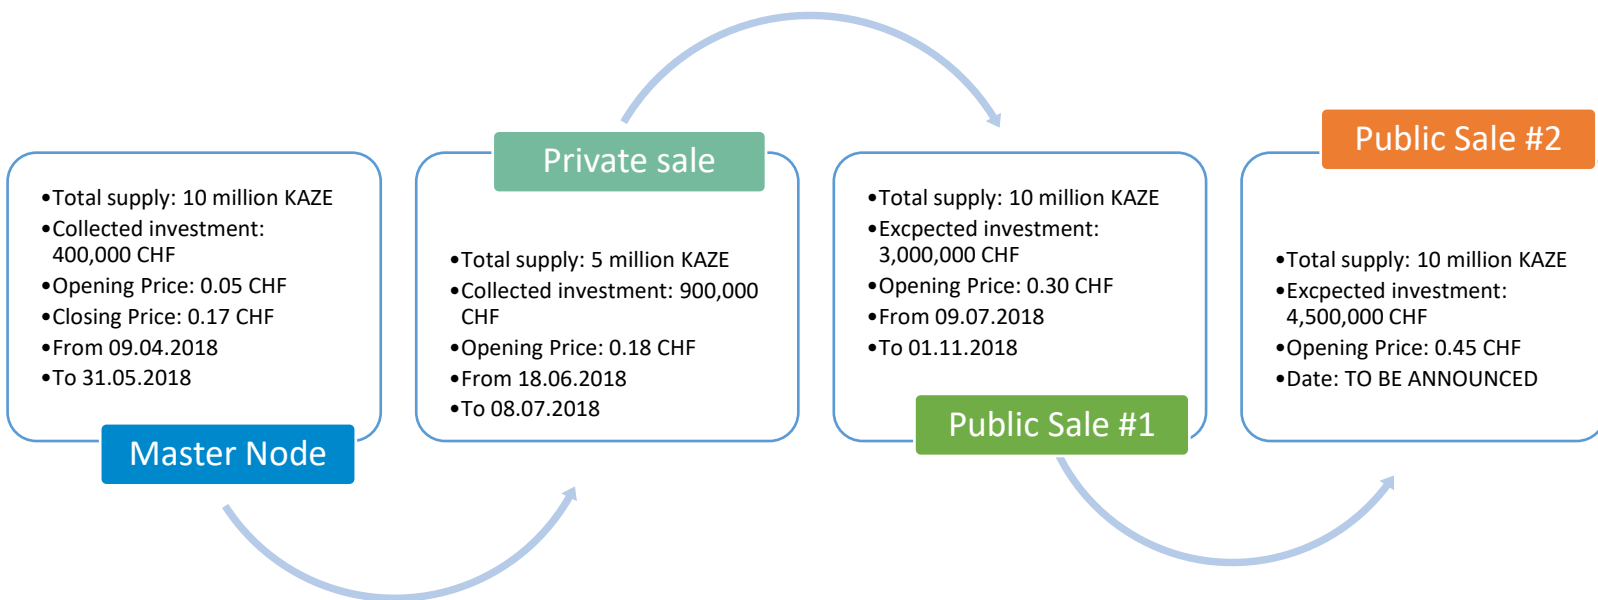 •Total supply: 10 million KAZE
•Collected investment:
400,000 CHF
•Opening Price: 0.05 CHF
•Closing Price: 0.17 CHF
•From 09.04.2018
•To 31.05.2018
Master Node
Private sale
•Total supply: 5 million KAZE
•Collected investment: 900,000
CHF
•Opening Price: 0.18 CHF
•From 18.06.2018
•To 08.07.2018
•Total supply: 10 million KAZE
•Excpected investment:
3,000,000 CHF
•Opening Price: 0.30 CHF
•From 09.07.2018
•To 01.11.2018
Public Sale #1
Public Sale #2
•Total supply: 10 million KAZE
•Excpected investment:
4,500,000 CHF
•Opening Price: 0.45 CHF
•Date: TO BE ANNOUNCED